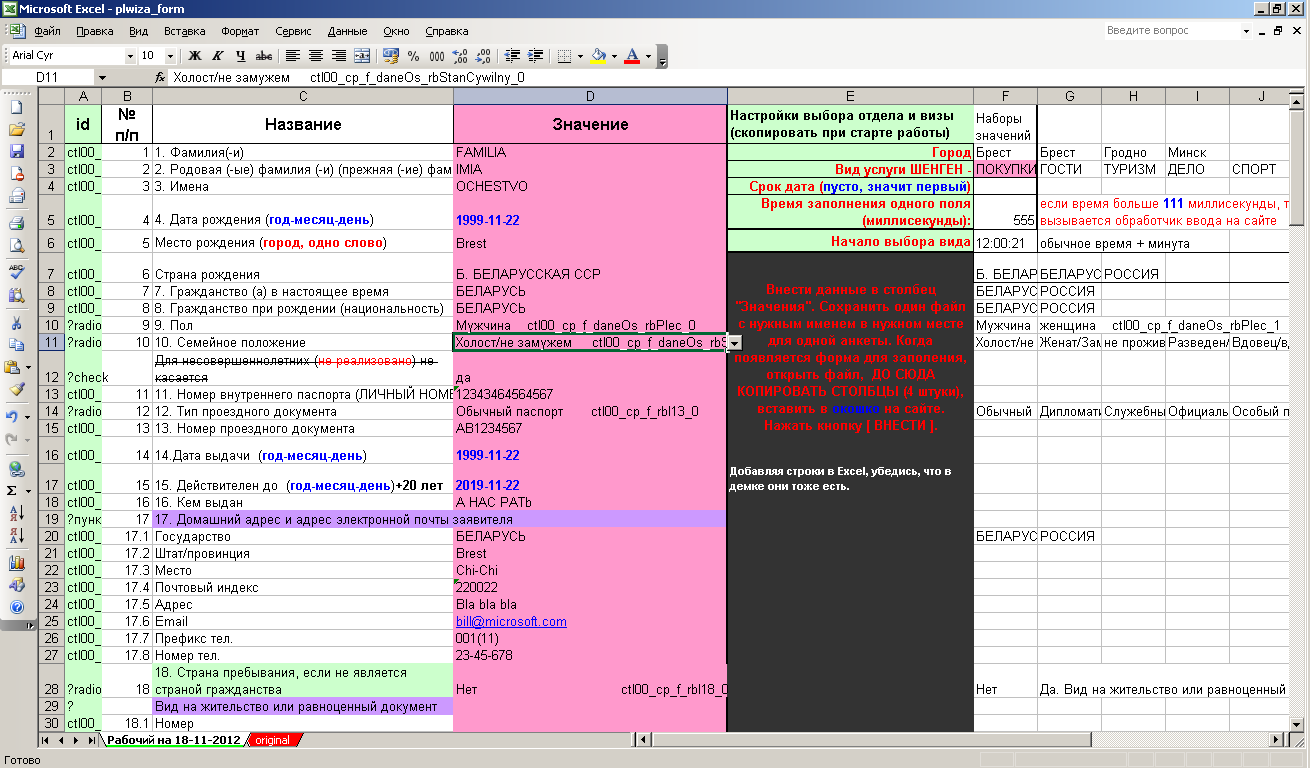 Microsoft Excel - plwiza_form
Файл Правка Вид Вставка Формат Сервис Данные Окно Справка Введите вопрос
Arial Cyr 10 Ж К Ч abc % 000
D11 fx Холост/не замужем ctl00_cp_f_daneOs_rbStanCywilny_0
A B C D E F G H I J
1 id № п/п Название Значение Настройки выбора отдела и визы (скопировать при старте работы) Наборы значений
2 ctl00_ 1 1. Фамилия(-и) FAMILIA Город Брест Брест Гродно Минск
3 ctl00_ 2 2. Родовая (-ые) фамилия (-и) (прежняя (-ие) фам IMIA Вид услуги ШЕНГЕН - ПОКУПКИ ГОСТИ ТУРИЗМ ДЕЛО СПОРТ
4 ctl00_ 3 3. Имена OCHESTVO Срок дата (пусто, значит первый)
5 ctl00_ 4 4. Дата рождения (год-месяц-день) 1999-11-22 Время заполнения одного поля (миллисекунды): 555 если время больше 111 миллисекунды, т
вызывается обработчик ввода на сайте
6 ctl00_ 5 Место рождения (город, одно слово) Brest Начало выбора вида 12:00:21 обычное время + минута
7 ctl00_ 6 Страна рождения Б. БЕЛАРУССКАЯ ССР Б. БЕЛАР БЕЛАРУС РОССИЯ
8 ctl00_ 7 7. Гражданство (а) в настоящее время БЕЛАРУСЬ БЕЛАРУС РОССИЯ
9 ctl00_ 8 8. Гражданство при рождении (национальность) БЕЛАРУСЬ БЕЛАРУС РОССИЯ
10 ?radio 9 9. Пол Мужчина ctl00_cp_f_daneOs_rbPlec_0 Мужчина женщина ctl00_cp_f_daneOs_rbPlec_1
11 ?radio 10 10. Семейное положение Холост/не замужем ctl00_cp_f_daneOs_rbS Холост/не Женат/Зам не прожив Разведен/ Вдовец/в
Для несовершеннолетних (не реализовано) не
12 ?check касается да
13 ctl00_ 11 11. Номер внутреннего паспорта (ЛИЧНЫЙ НОМЕ 12343464564567
14 ?radio 12 12. Тип проездного документа Обычный паспорт ctl00_cp_f_rbl13_0 Обычный Дипломати Служебны Официаль Особый п
15 ctl00_ 13 13. Номер проездного документа AB1234567
16 ctl00_ 14 14.Дата выдачи (год-месяц-день) 1999-11-22
17 ctl00_ 15 15. Действителен до (год-месяц-день)+20 лет 2019-11-22
18 ctl00_ 16 16. Кем выдан А НАС РАТЬ
19 ?пунк 17 17. Домашний адрес и адрес электронной почты заявителя
20 ctl00_ 17.1 Государство БЕЛАРУСЬ БЕЛАРУС РОССИЯ
21 ctl00_ 17.2 Штат/провинция Brest
22 ctl00_ 17.3 Место Chi-Chi
23 ctl00_ 17.4 Почтовый индекс 220022
24 ctl00_ 17.5 Адрес Bla bla bla
25 ctl00_ 17.6 Email bill@microsoft.com
26 ctl00_ 17.7 Префикс тел. 001(11)
27 ctl00_ 17.8 Номер тел. 23-45-678
18. Страна пребывания, если не является
28 ?radio 18 страной гражданства Нет ctl00_cp_f_rbl18_0 Нет Да. Вид на жительство или равноценный
29 ? Вид на жительство или равноценный документ
30 ctl00_ 18.1 Номер
Внести данные в столбец
"Значения". Сохранить один файл
с нужным именем в нужном месте
для одной анкеты. Когда
появляется форма для заполения,
открыть файл, ДО СЮДА
КОПИРОВАТЬ СТОЛБЦЫ (4 штуки),
вставить в окошко на сайте.
Нажать кнопку [ ВНЕСТИ ].
Добавляя строки в Excel, убедись, что в
демке они тоже есть.
Рабочий на 18-11-2012 original
Готово